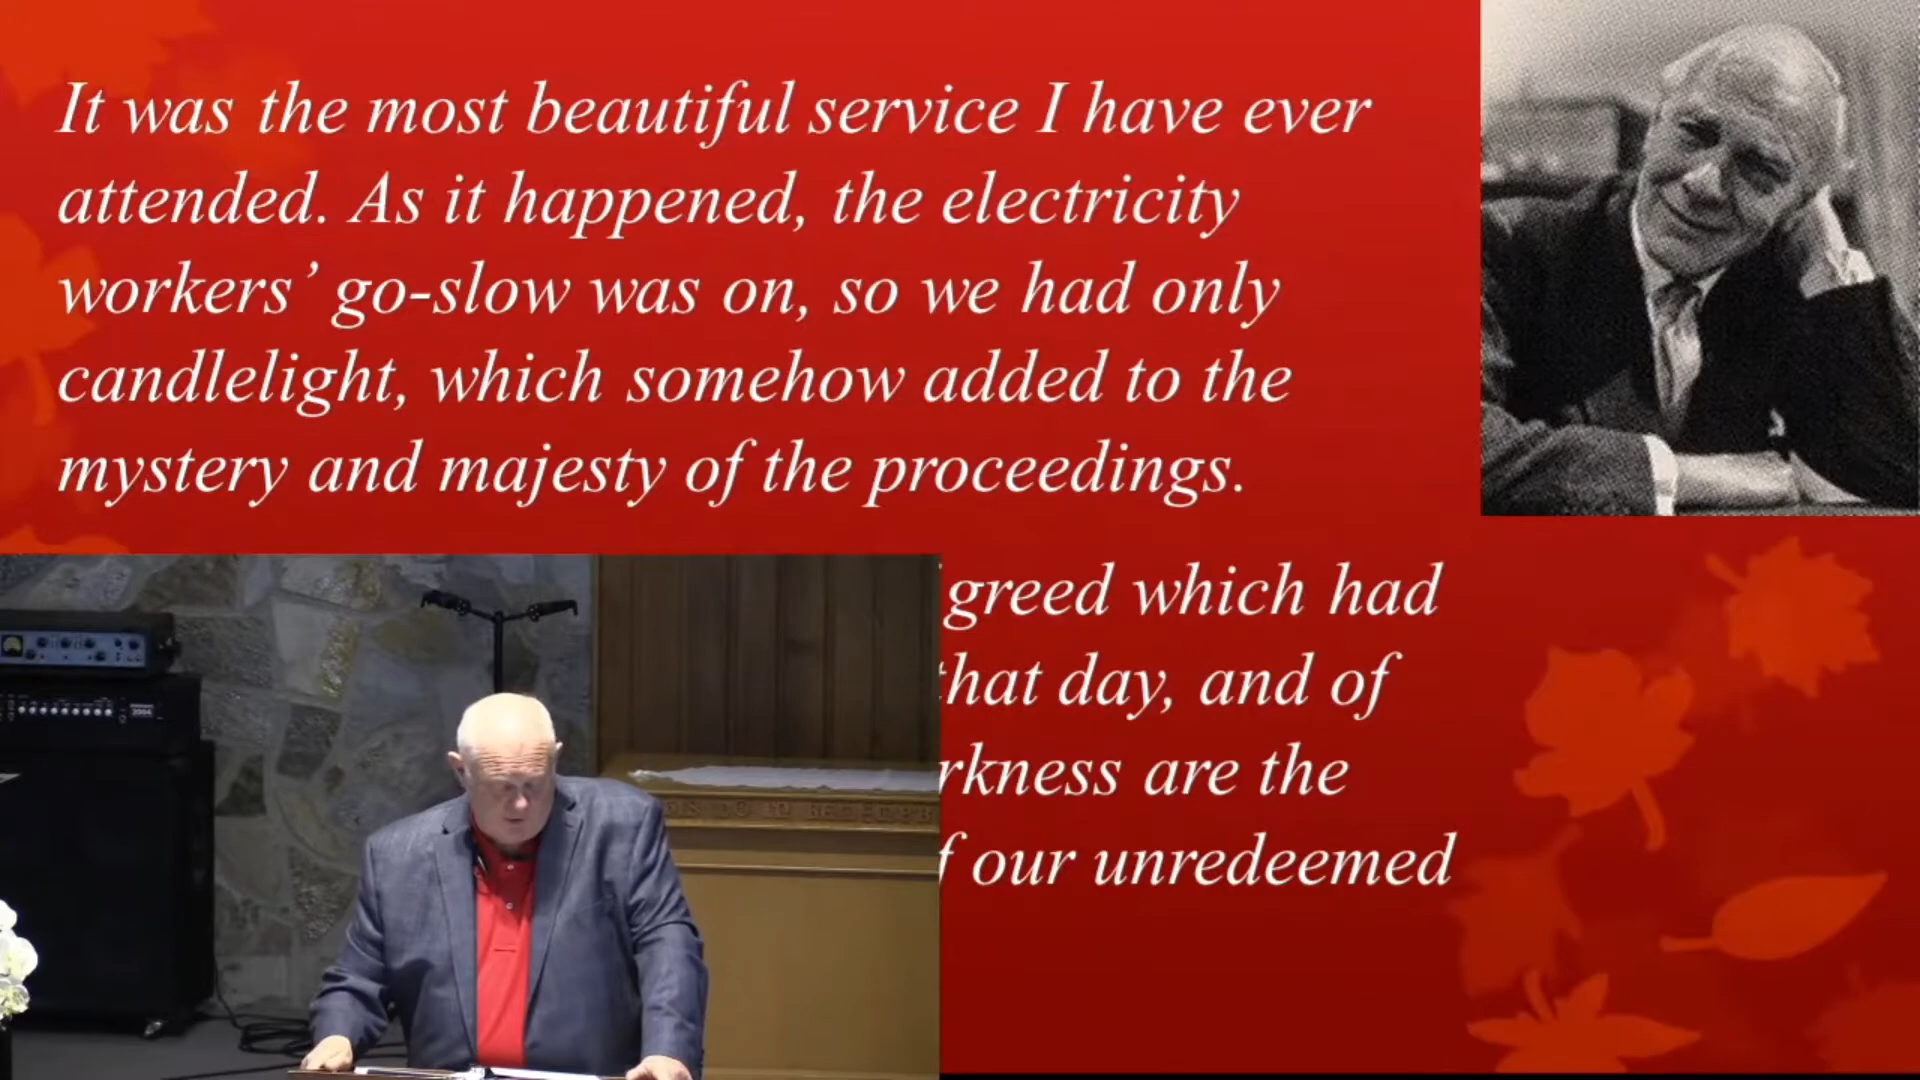 It was the most beautiful service I have ever
attended. As it happened, the electricity
workers’ go-slow was on, so we had only
candlelight, which somehow added to the
mystery and majesty of the proceedings.
greed which had
that day, and of
are the
our unredeemed